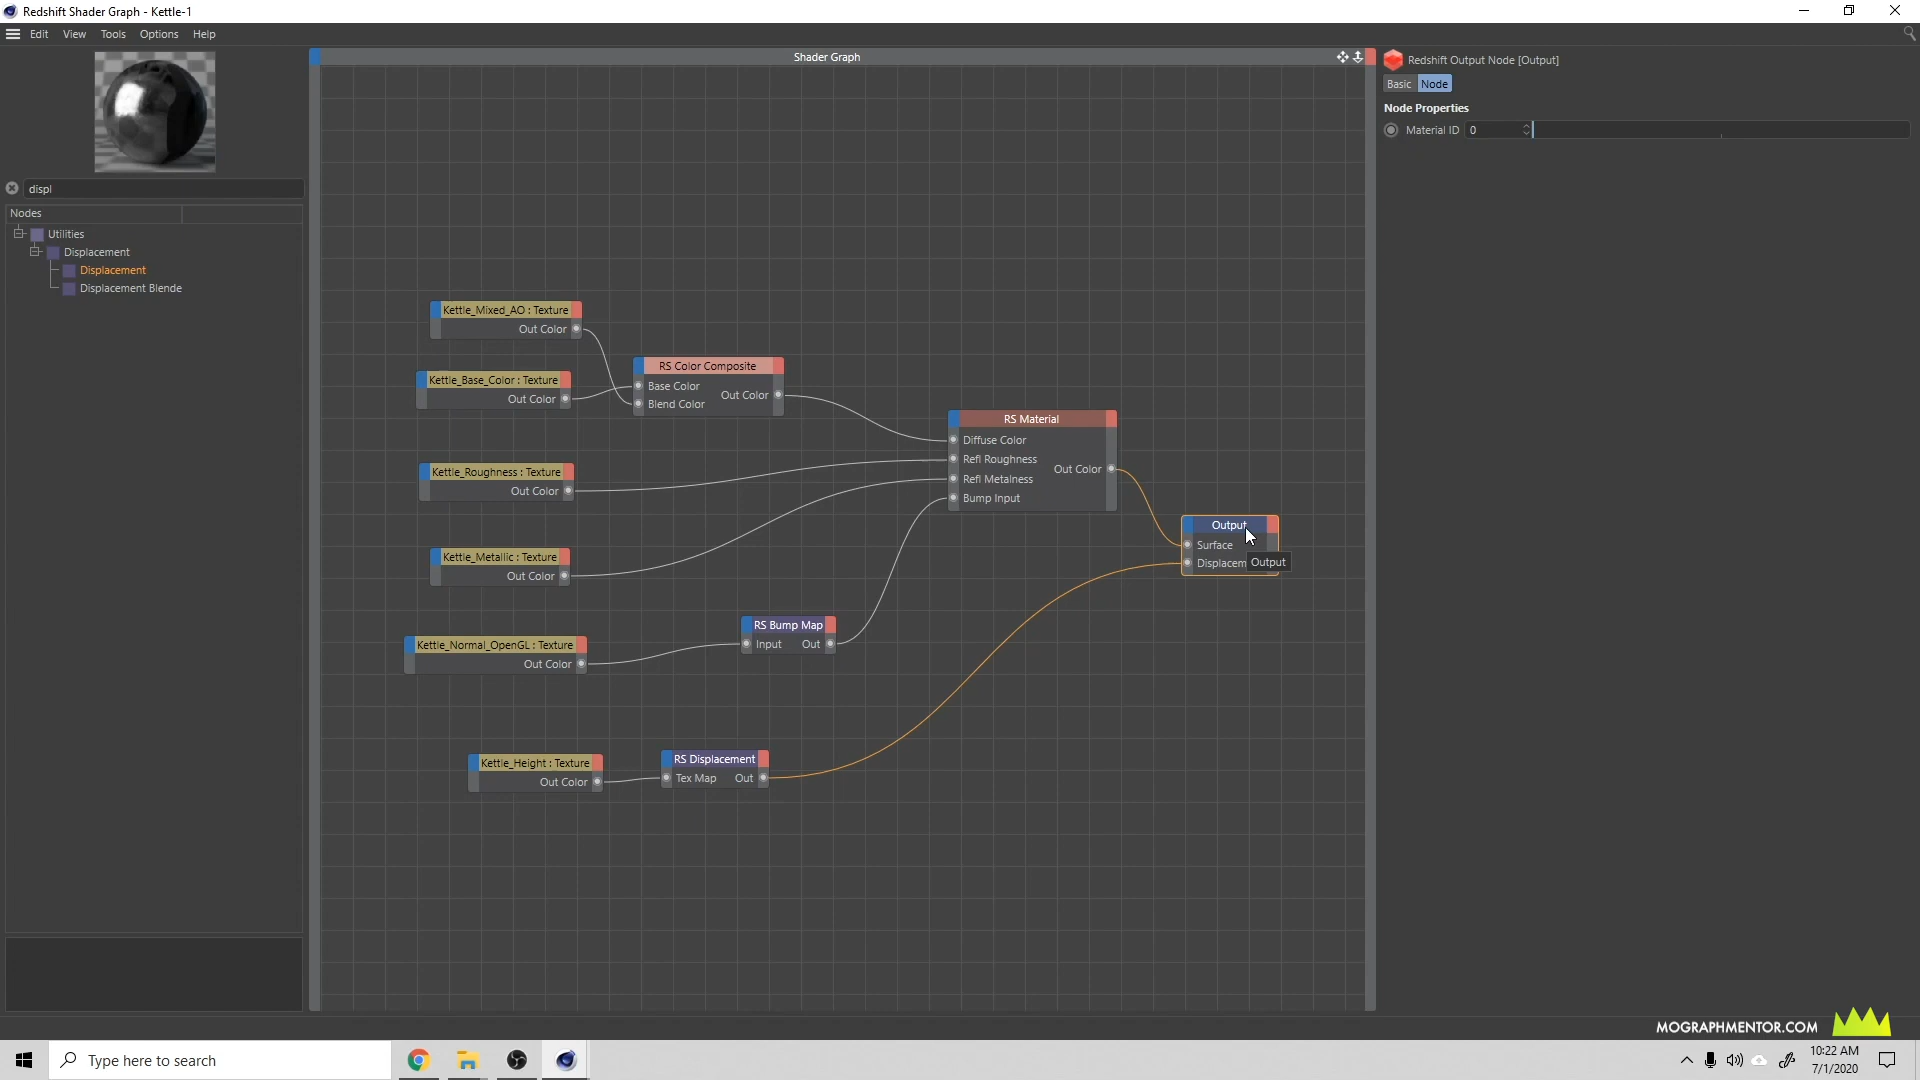 Redshift Shader Graph - Kettle-1
Edit View Tools Options Help
Shader Graph
displ
Nodes
Utilities
Displacement
Displacement
Displacement Blende
Kettle_Mixed_AO : Texture
Out Color
Kettle_Base_Color : Texture
Out Color
RS Color Composite
Base Color
Out Color
Blend Color
Kettle_Roughness : Texture
Out Color
Kettle_Metallic : Texture
Out Color
Kettle_Normal_OpenGL : Texture
Out Color
RS Bump Map
Input Out
Kettle_Height : Texture
Out Color
RS Displacement
Tex Map Out
RS Material
Diffuse Color
Refl Roughness
Out Color
Refl Metalness
Bump Input
Output
Surface
Displacem
Output
Redshift Output Node [Output]
Basic Node
Node Properties
Material ID 0
MOGRAPHMENTOR.COM
Type here to search
10:22 AM
7/1/2020